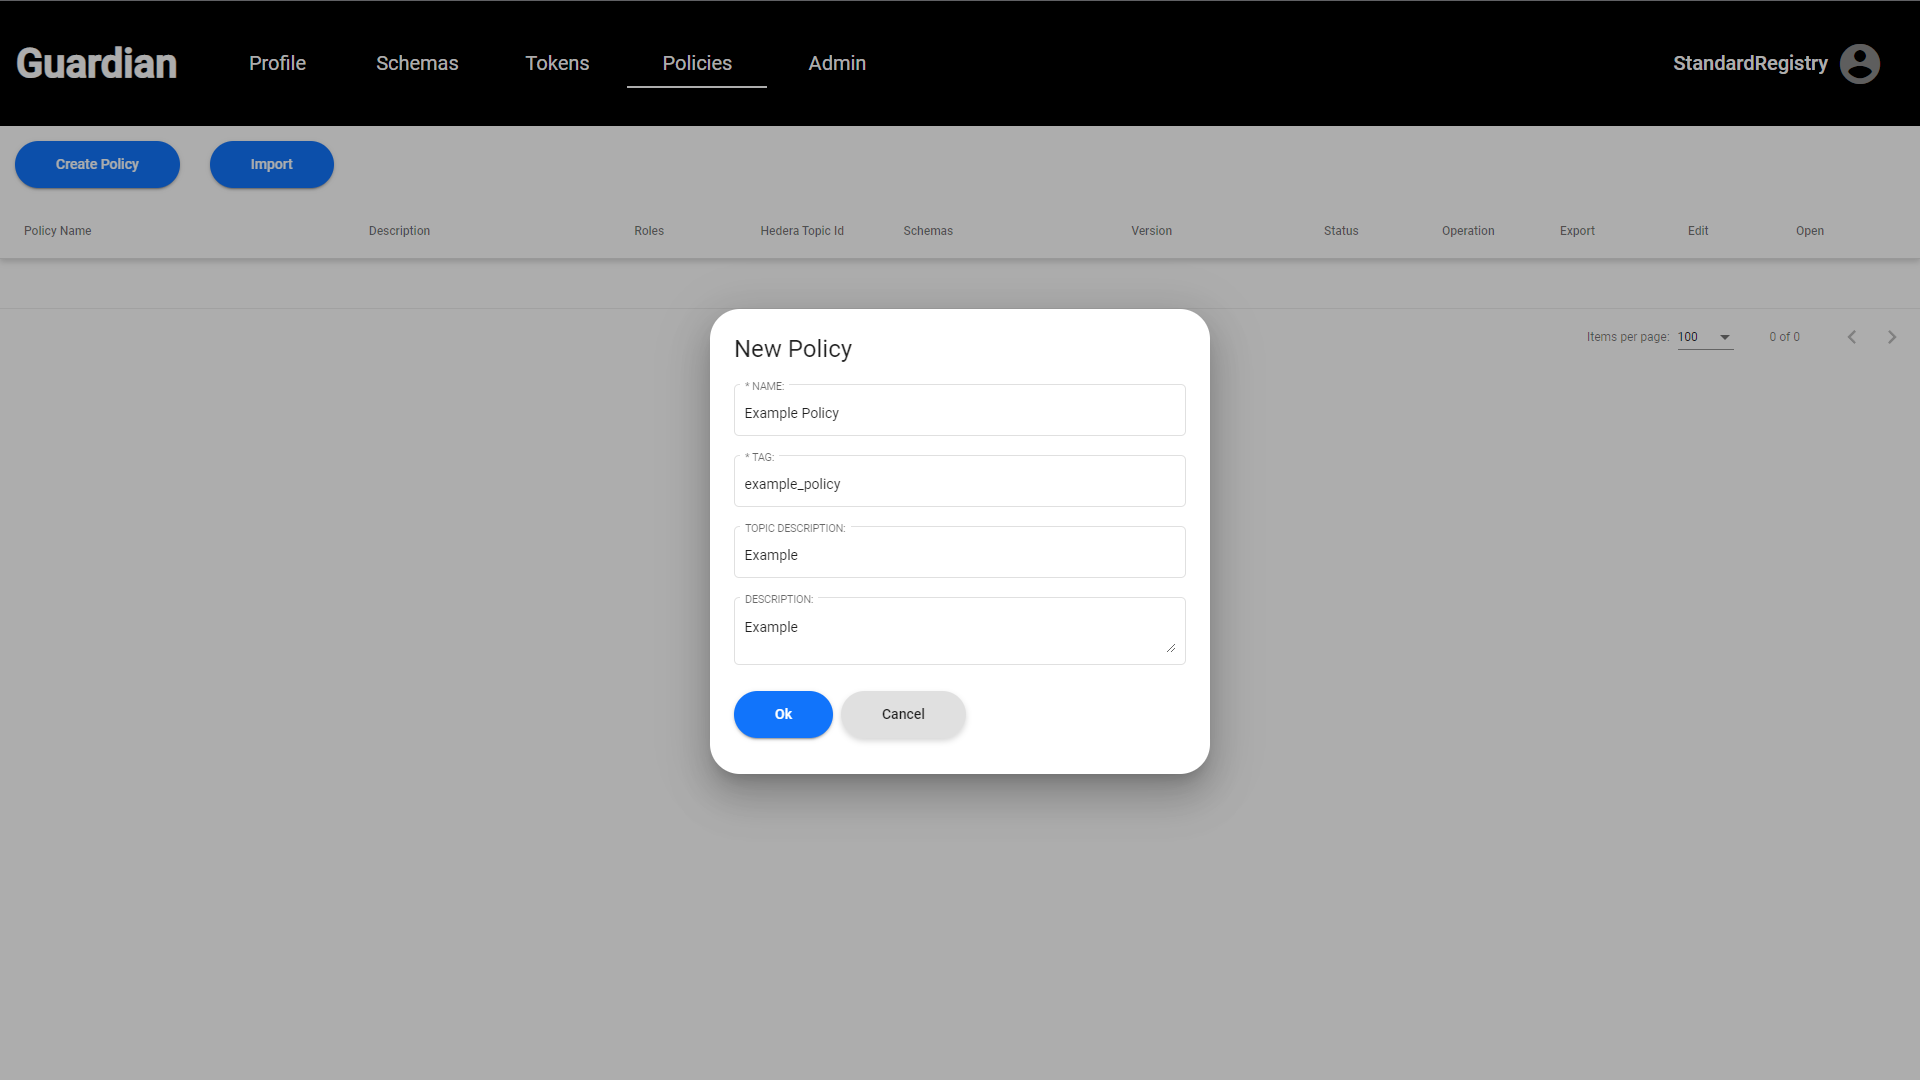 Guardian
Profile
Schemas
Tokens
Policies
Admin
StandardRegistry
Create Policy
Import
Policy Name
Description
Roles
Hedera Topic Id
Schemas
Version
Status
Operation
Export
Edit
Open
Items per page: 100
0 of 0
New Policy
* NAME:
Example Policy
* TAG:
example_policy
TOPIC DESCRIPTION:
Example
DESCRIPTION:
Example
Ok
Cancel